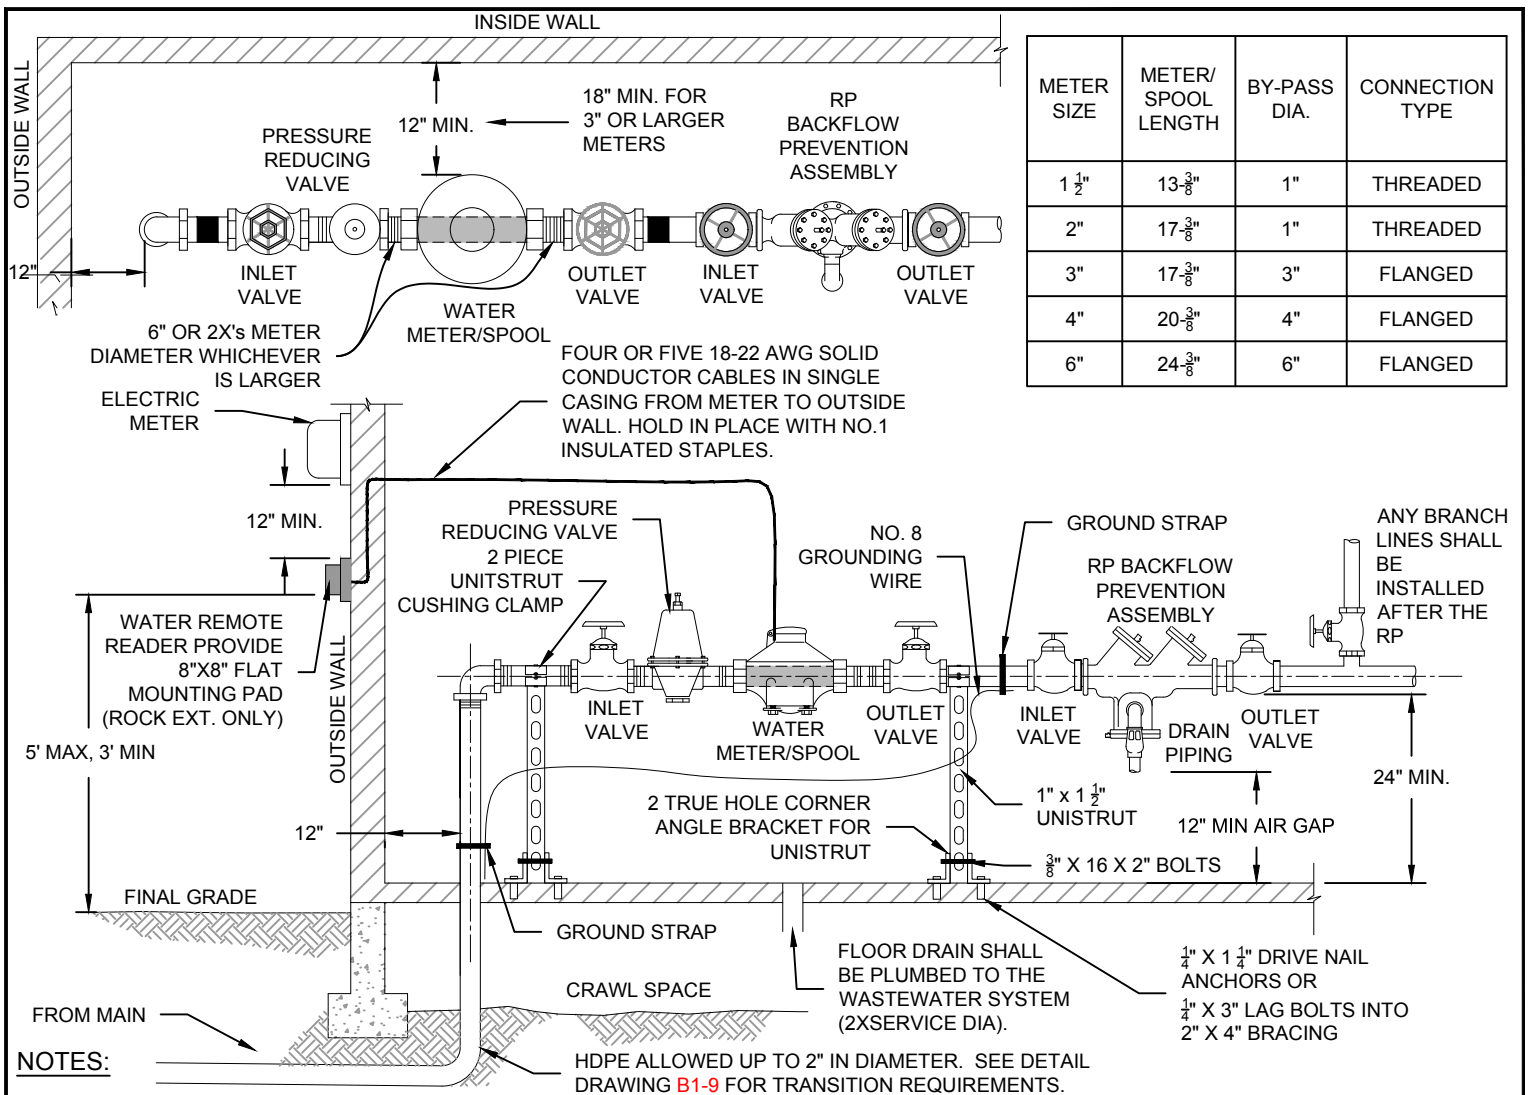 INSIDE WALL
OUTSIDE WALL
12" MIN.
18" MIN. FOR
3" OR LARGER
METERS
PRESSURE
REDUCING
VALVE
RP
BACKFLOW
PREVENTION
ASSEMBLY
12"
INLET
VALVE
WATER
METER/SPOOL
OUTLET
VALVE
INLET
VALVE
OUTLET
VALVE
6" OR 2X's METER
DIAMETER WHICHEVER
IS LARGER
METER SIZE METER/ SPOOL LENGTH BY-PASS DIA. CONNECTION TYPE
1 1/2" 13-3/8" 1" THREADED
2" 17-3/8" 1" THREADED
3" 17-3/8" 3" FLANGED
4" 20-3/8" 4" FLANGED
6" 24-3/8" 6" FLANGED
ELECTRIC
METER
FOUR OR FIVE 18-22 AWG SOLID
CONDUCTOR CABLES IN SINGLE
CASING FROM METER TO OUTSIDE
WALL. HOLD IN PLACE WITH NO.1
INSULATED STAPLES.
12" MIN.
PRESSURE
REDUCING VALVE
2 PIECE
UNITSTRUT
CUSHING CLAMP
NO. 8
GROUNDING
WIRE
GROUND STRAP
RP BACKFLOW
PREVENTION
ASSEMBLY
ANY BRANCH
LINES SHALL
BE
INSTALLED
AFTER THE
RP
WATER REMOTE
READER PROVIDE
8"X8" FLAT
MOUNTING PAD
(ROCK EXT. ONLY)
OUTSIDE WALL
5' MAX, 3' MIN
INLET
VALVE
WATER
METER/SPOOL
OUTLET
VALVE
INLET
VALVE
DRAIN
PIPING
OUTLET
VALVE
24" MIN.
12"
2 TRUE HOLE CORNER
ANGLE BRACKET FOR
UNISTRUT
1" x 1 1/2"
UNISTRUT
12" MIN AIR GAP
3/8" X 16 X 2" BOLTS
FINAL GRADE
GROUND STRAP
FLOOR DRAIN SHALL
BE PLUMBED TO THE
WASTEWATER SYSTEM
(2XSERVICE DIA).
1/4" X 1 1/4" DRIVE NAIL
ANCHORS OR
1/4" X 3" LAG BOLTS INTO
2" X 4" BRACING
CRAWL SPACE
FROM MAIN
NOTES:
HDPE ALLOWED UP TO 2" IN DIAMETER. SEE DETAIL
DRAWING B1-9 FOR TRANSITION REQUIREMENTS.